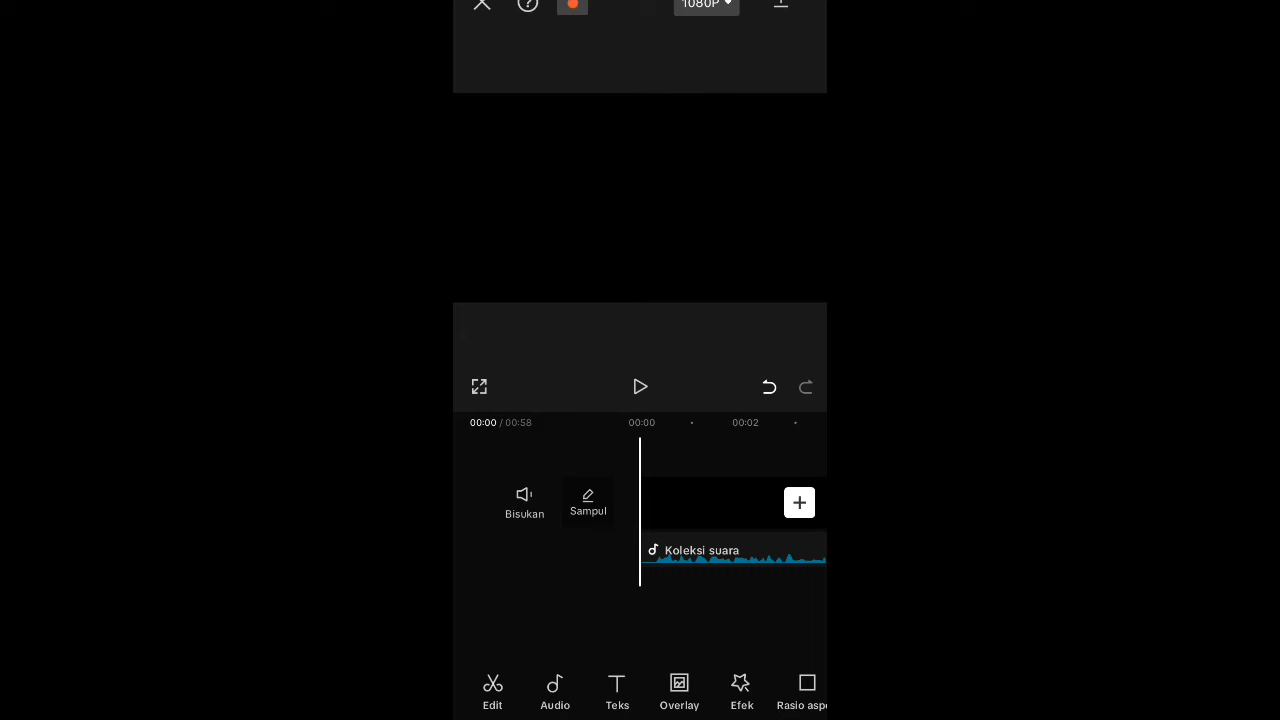 1080P
00:00 / 00:58
00:00
00:02
Bisukan
Sampul
Koleksi suara
Edit
Audio
Teks
Overlay
Efek
Rasio aspe